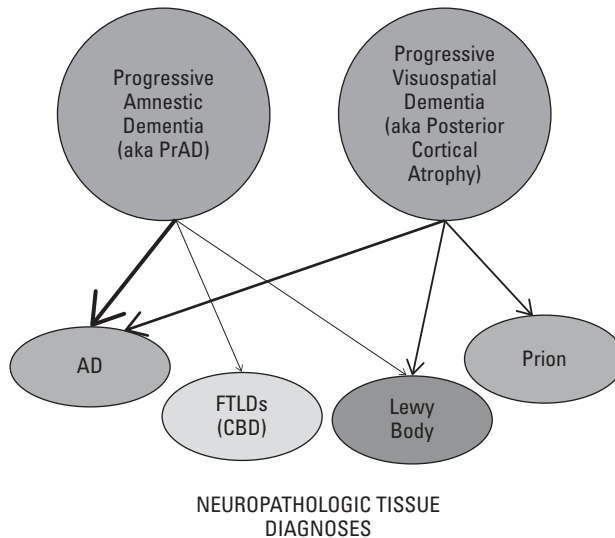 Progressive
Amnestic
Dementia
(aka PrAD)
Progressive
Visuospatial
Dementia
(aka Posterior
Cortical
Atrophy)
AD
FTLDs
(CBD)
Lewy
Body
Prion
NEUROPATHOLOGIC TISSUE
DIAGNOSES